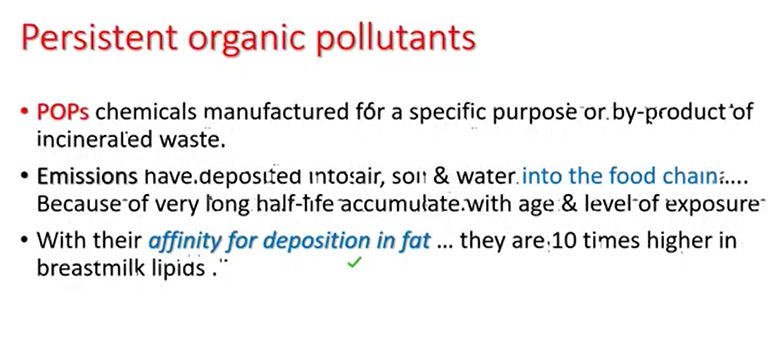 Persistent organic pollutants
• POPs chemicals manufactured for a specific purpose or by-product of
incinerated waste.
• Emissions have deposited into air, soil & water into the food chain....
Because of very long half-life accumulate with age & level of exposure
• With their affinity for deposition in fat ... they are 10 times higher in
breastmilk lipids .